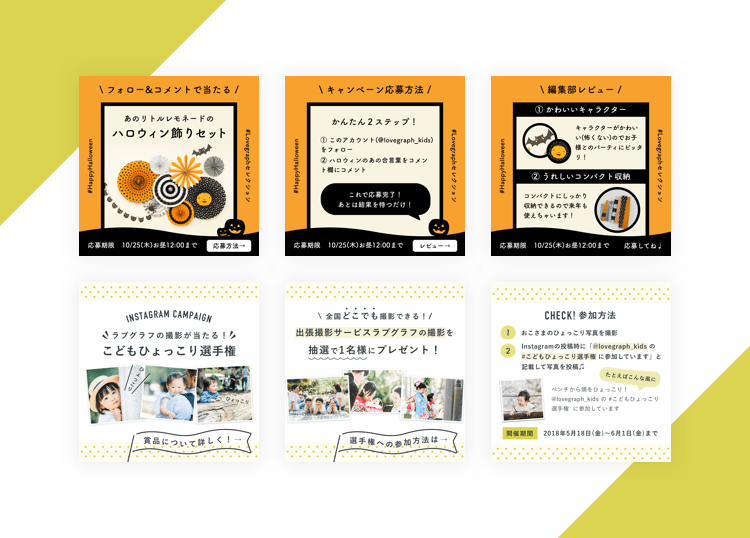 \ フォロー&コメントで当たる /
あのリトルレモネードの
ハロウィン飾りセット
#HappyHalloween
#Lovegraphセレクション
応募期限 10/25(木)お昼12:00まで
応募方法→
\ キャンペーン応募方法 /
かんたん2ステップ！
① このアカウント(@lovegraph_kids)
をフォロー
② ハロウィンのあの合言葉をコメン
ト欄にコメント
これで応募完了！
あとは結果を待つだけ！
#HappyHalloween
#Lovegraphセレクション
応募期限 10/25(木)お昼12:00まで
レビュー→
\ 編集部レビュー /
① かわいいキャラクター
キャラクターがかわい
い(怖くない)のでお子
様とのパーティにピッタ
リ！
② うれしいコンパクト収納
コンパクトにしっかり
収納できるので来年も
使えちゃいます！
#HappyHalloween
#Lovegraphセレクション
応募期限 10/25(木)お昼12:00まで
応募してね♩
INSTAGRAM CAMPAIGN
ラブグラフの撮影が当たる！
こどもひょっこり選手権
ひょっこり
ひょっこり
賞品について詳しく！→
\ 全国どこでも撮影できる！ /
出張撮影サービスラブグラフの撮影を
抽選で1名様にプレゼント！
選手権への参加方法は→
CHECK! 参加方法
1 おこさまのひょっこり写真を撮影
2 Instagramの投稿時に「@lovegraph_kids の
#こどもひょっこり選手権 に参加しています」と
記載して写真を投稿♫
たとえばこんな風に
ベンチから頭をひょっこり！
@lovegraph_kids の #こどもひょっこり
選手権 に参加しています
開催期間 2018年5月18日(金)~6月1日(金)まで